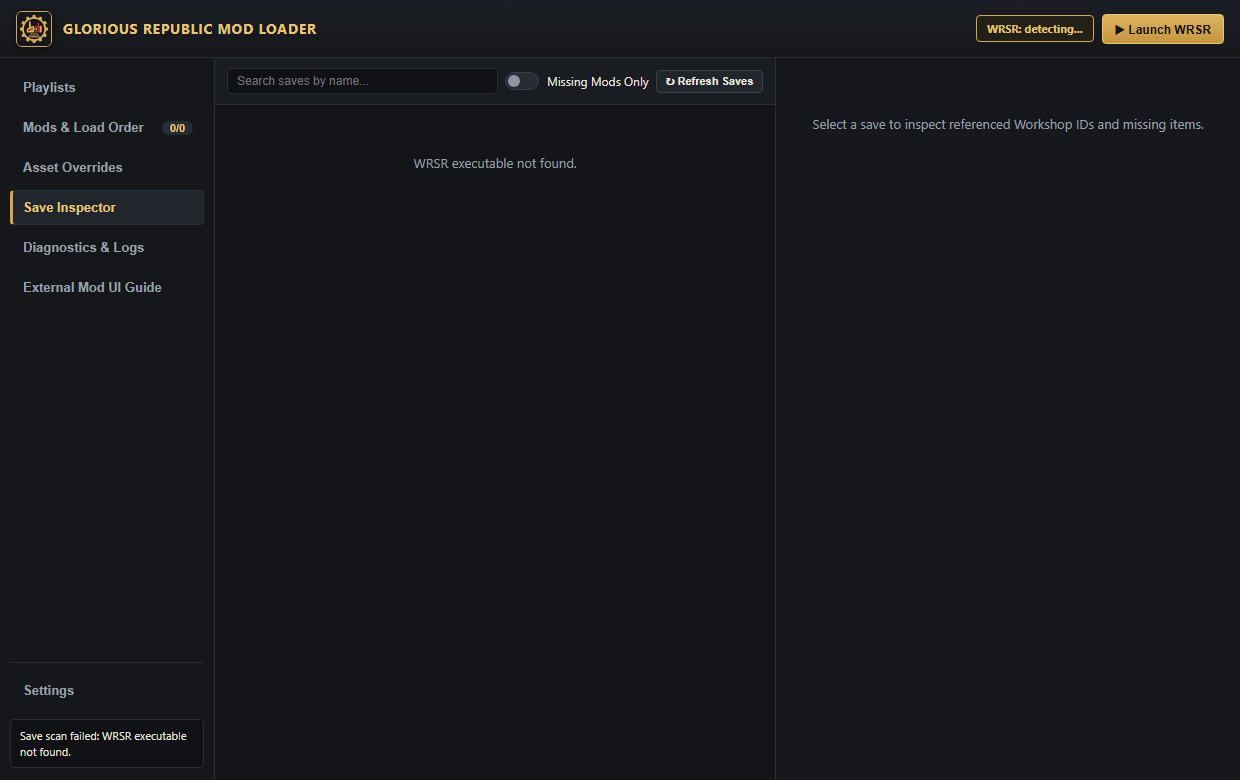 GLORIOUS REPUBLIC MOD LOADER
WRSR: detecting...
▶ Launch WRSR
Playlists
Mods & Load Order 0/0
Asset Overrides
Save Inspector
Diagnostics & Logs
External Mod UI Guide
Settings
Save scan failed: WRSR executable
not found.
Search saves by name...
Missing Mods Only
↻ Refresh Saves
WRSR executable not found.
Select a save to inspect referenced Workshop IDs and missing items.